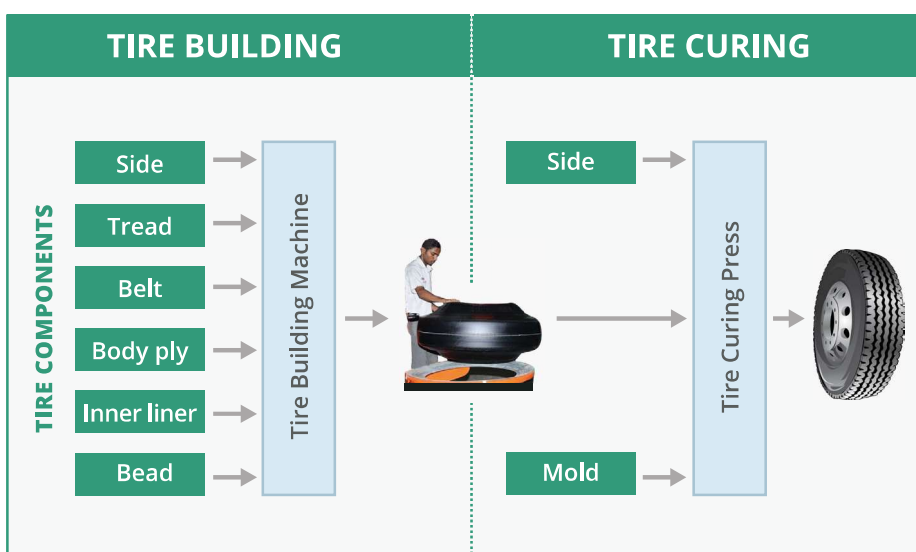 TIRE BUILDING
TIRE CURING
TIRE COMPONENTS
Side
Tread
Belt
Body ply
Inner liner
Bead
Tire Building Machine
Side
Mold
Tire Curing Press